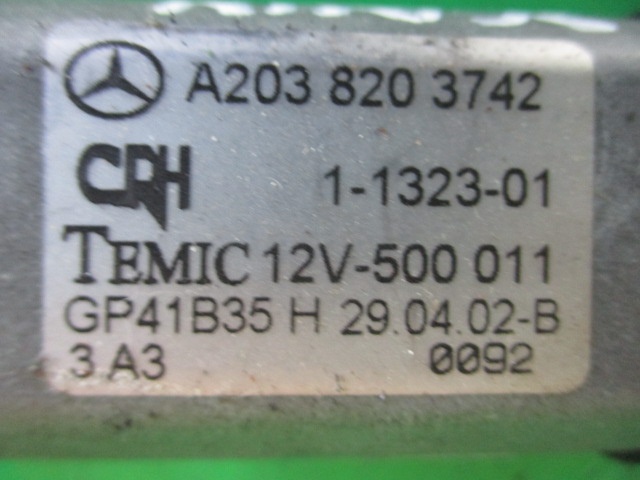 A203 820 3742
CRH 1-1323-01
TEMIC 12V-500 011
GP41B35 H 29.04.02-B
3 A3 0092